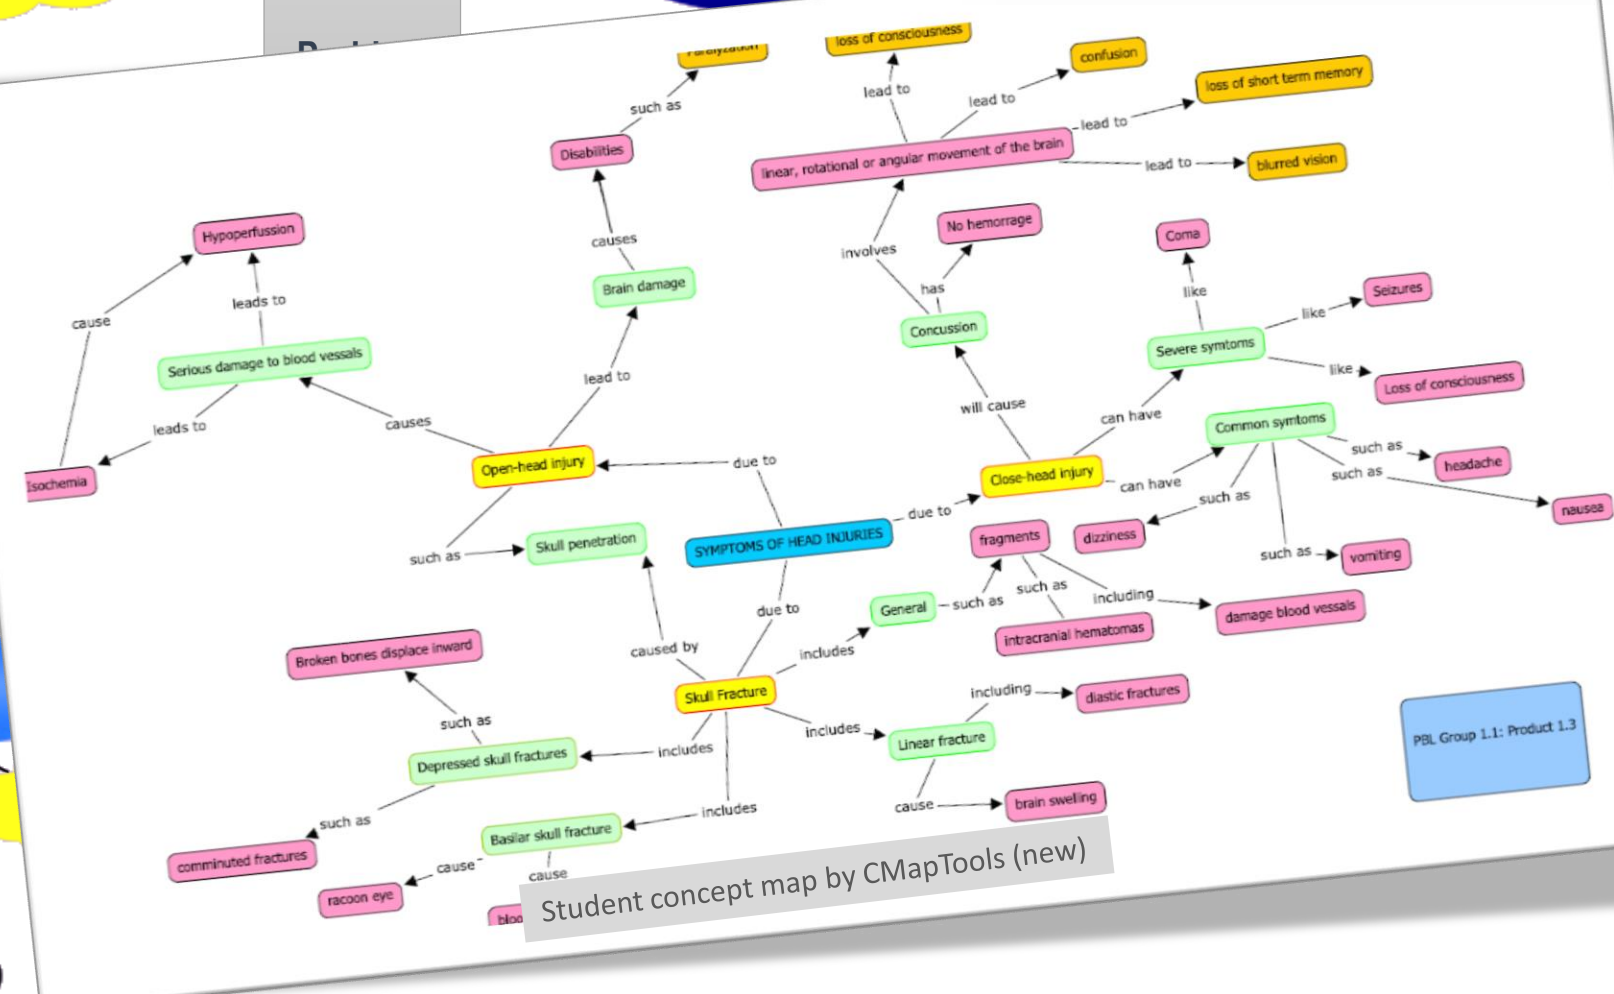 loss of consciousness
confusion
such as
lead to
lead to
loss of short term memory
lead to
Disabilities
linear, rotational or angular movement of the brain
lead to
blurred vision
Hypoperfussion
No hemorrage
Coma
causes
involves
Brain damage
has
like
Seizures
leads to
like
cause
Concussion
Severe symtoms
Serious damage to blood vessals
like
Loss of consciousness
lead to
will cause
can have
Common symtoms
causes
leads to
such as
headache
such as
Open-head injury
due to
Close-head injury
can have
Isochemia
such as
nausea
due to
SYMPTOMS OF HEAD INJURIES
fragments
dizziness
Skull penetration
such as
such as
vomiting
such as
including
due to
General
such as
damage blood vessals
intracranial hematomas
Broken bones displace inward
caused by
includes
Skull Fracture
including
diastic fractures
such as
includes
Linear fracture
PBL Group 1.1: Product 1.3
includes
Depressed skull fractures
such as
includes
cause
brain swelling
Basilar skull fracture
comminuted fractures
cause
cause
racoon eye
Student concept map by CMapTools (new)